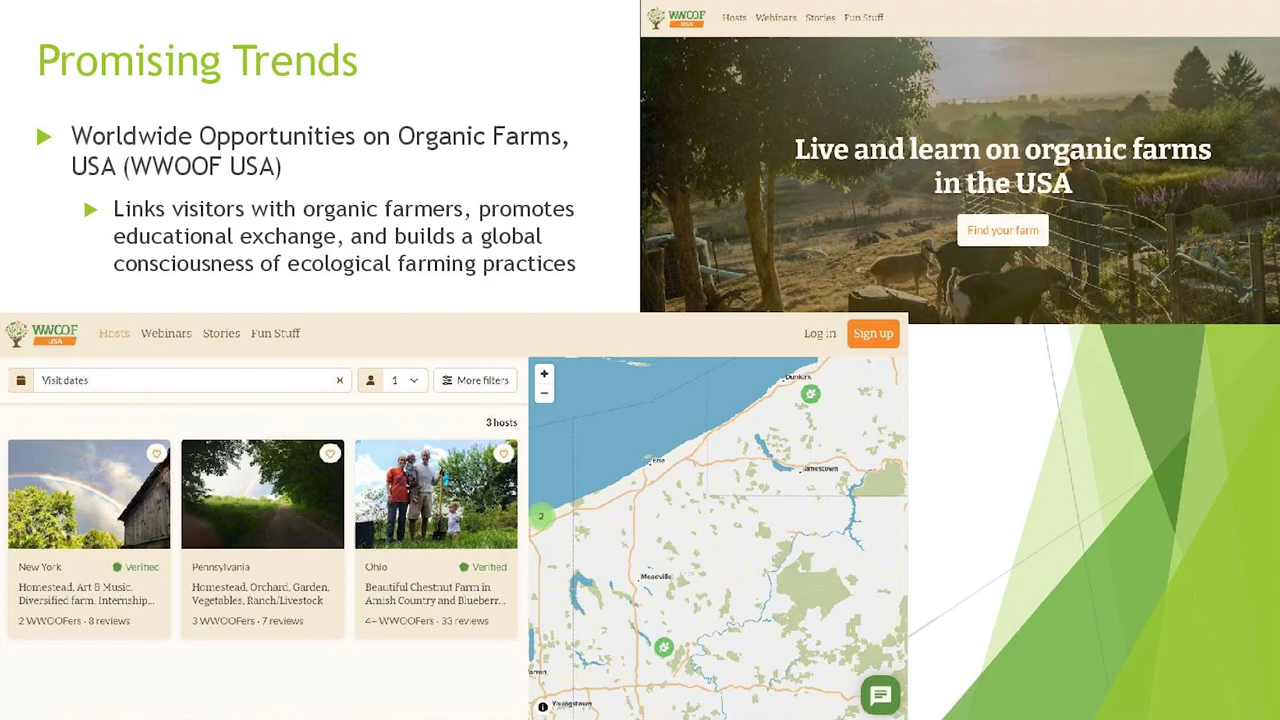 Promising Trends
Worldwide Opportunities on Organic Farms,
USA (WWOOF USA)
Links visitors with organic farmers, promotes
educational exchange, and builds a global
consciousness of ecological farming practices
WWOOF
USA
Hosts Webinars Stories Fun Stuff
Live and learn on organic farms
in the USA
Find your farm
WWOOF
USA
Hosts Webinars Stories Fun Stuff
Log in Sign up
Visit dates × 1 More filters
3 hosts
New York Verified
Homestead, Art & Music,
Diversified farm, Internship...
2 WWOOFers · 8 reviews
Pennsylvania
Homestead, Orchard, Garden,
Vegetables, Ranch/Livestock
3 WWOOFers · 7 reviews
Ohio Verified
Beautiful Chestnut Farm in
Amish Country and Blueberr...
4+ WWOOFers · 33 reviews
+
−
Dunkirk
Erie
Jamestown
2
Meadville
Warren
Youngstown